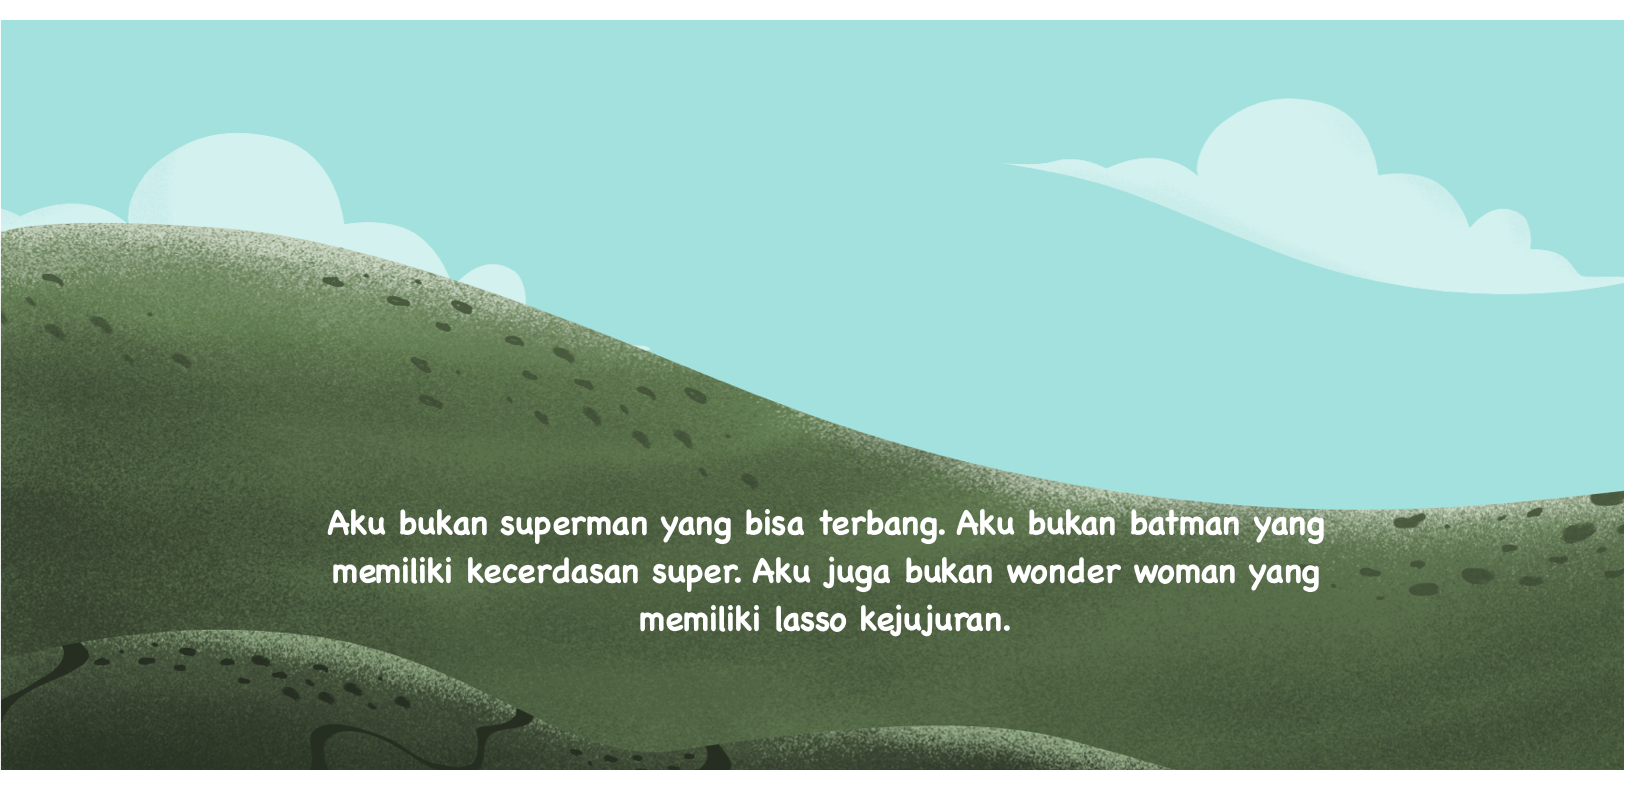 Aku bukan superman yang bisa terbang. Aku bukan batman yang
memiliki kecerdasan super. Aku juga bukan wonder woman yang
memiliki lasso kejujuran.